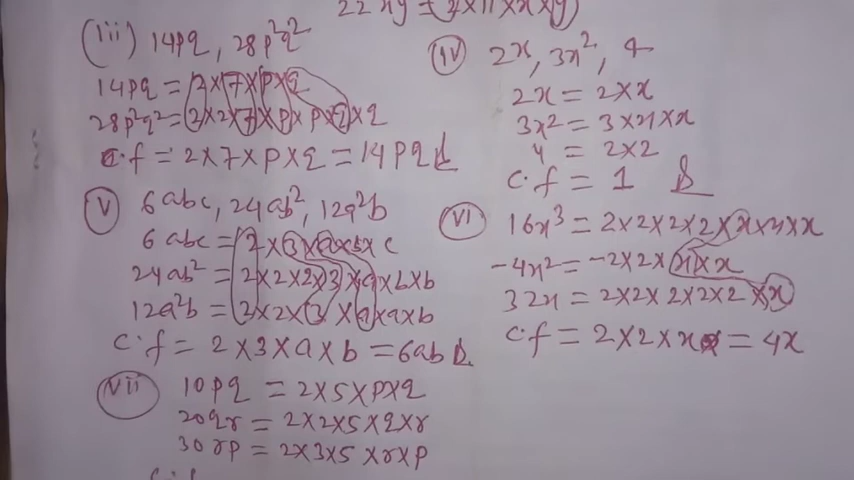 22xy = 2×11×x×y
(iii) 14pq, 28p²q²
14pq = 2×7×p×q
28p²q² = 2×2×7×p×p×q×q
c.f = 2×7×p×q = 14pq
(iv) 2x, 3x², 4
2x = 2×x
3x² = 3×x×x
4 = 2×2
c.f = 1
(v) 6abc, 24ab², 12a²b
6abc = 2×3×a×b×c
24ab² = 2×2×2×3×a×b×b
12a²b = 2×2×3×a×a×b
c.f = 2×3×a×b = 6ab
(vi) 16x³ = 2×2×2×2×x×x×x
-4x² = -2×2×x×x
32x = 2×2×2×2×2×x
c.f = 2×2×x = 4x
(vii) 10pq = 2×5×p×q
20qr = 2×2×5×q×r
30rp = 2×3×5×r×p